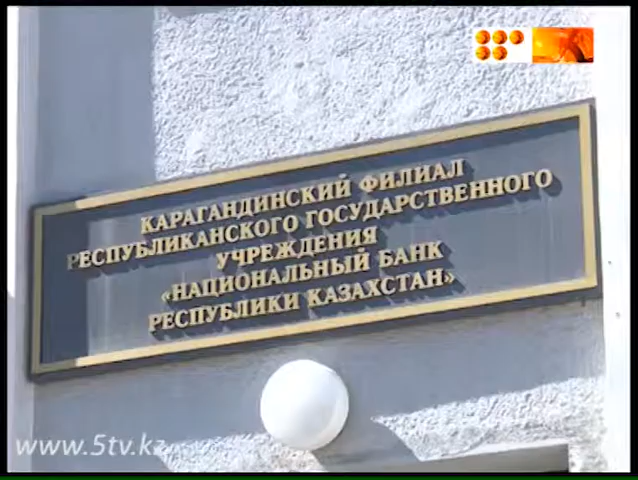 КАРАГАНДИНСКИЙ ФИЛИАЛ
РЕСПУБЛИКАНСКОГО ГОСУДАРСТВЕННОГО
УЧРЕЖДЕНИЯ
«НАЦИОНАЛЬНЫЙ БАНК
РЕСПУБЛИКИ КАЗАХСТАН»
www.5tv.kz